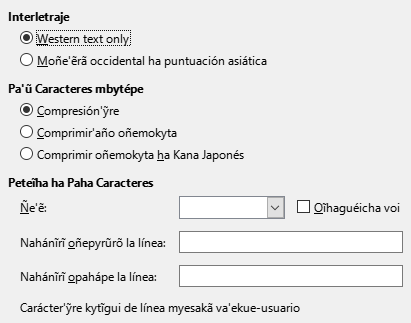 Interletraje
Western text only
Moñe'ẽrã occidental ha puntuación asiática
Pa'ũ Caracteres mbytépe
Compresión'ỹre
Comprimir'año oñemokyta
Comprimir oñemokyta ha Kana Japonés
Peteĩha ha Paha Caracteres
Ñe'ẽ:
Oĩhaguéicha voi
Nahániřĩ oñepyrũrõ la línea:
Nahániřĩ opahápe la línea:
Carácter'ỹre kytĩgui de línea myesakã va'ekue-usuario